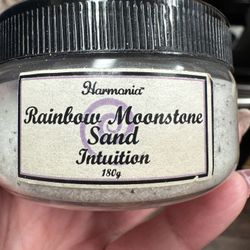 Harmonia
Rainbow Moonstone
Sand
Intuition
180g